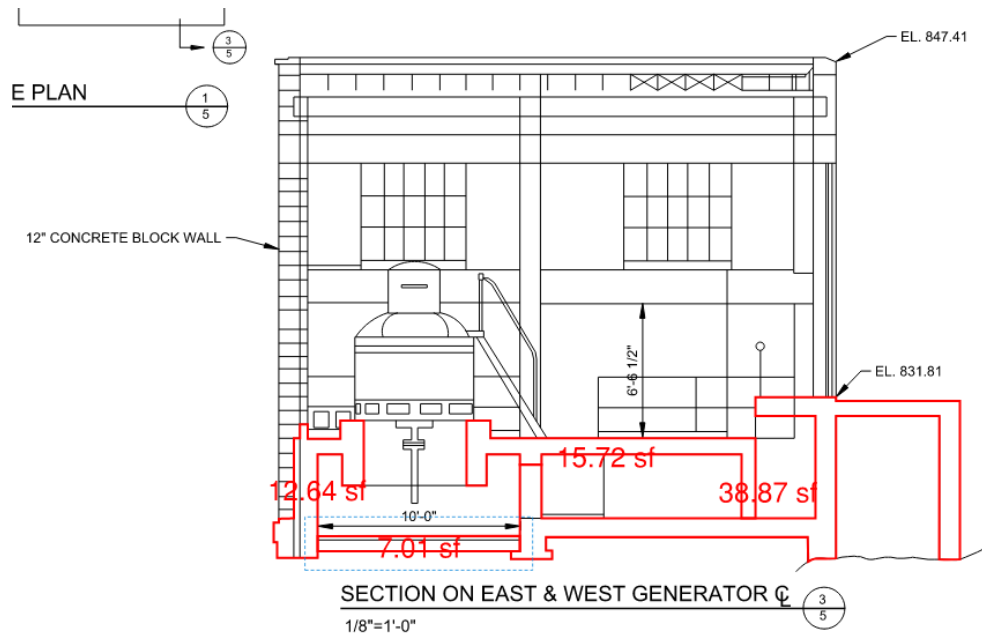 3
5
EL. 847.41
E PLAN
1
5
12" CONCRETE BLOCK WALL
6'-6 1/2"
EL. 831.81
15.72 sf
12.64 sf
38.87 sf
10'-0"
7.01 sf
SECTION ON EAST & WEST GENERATOR ℄
3
5
1/8"=1'-0"